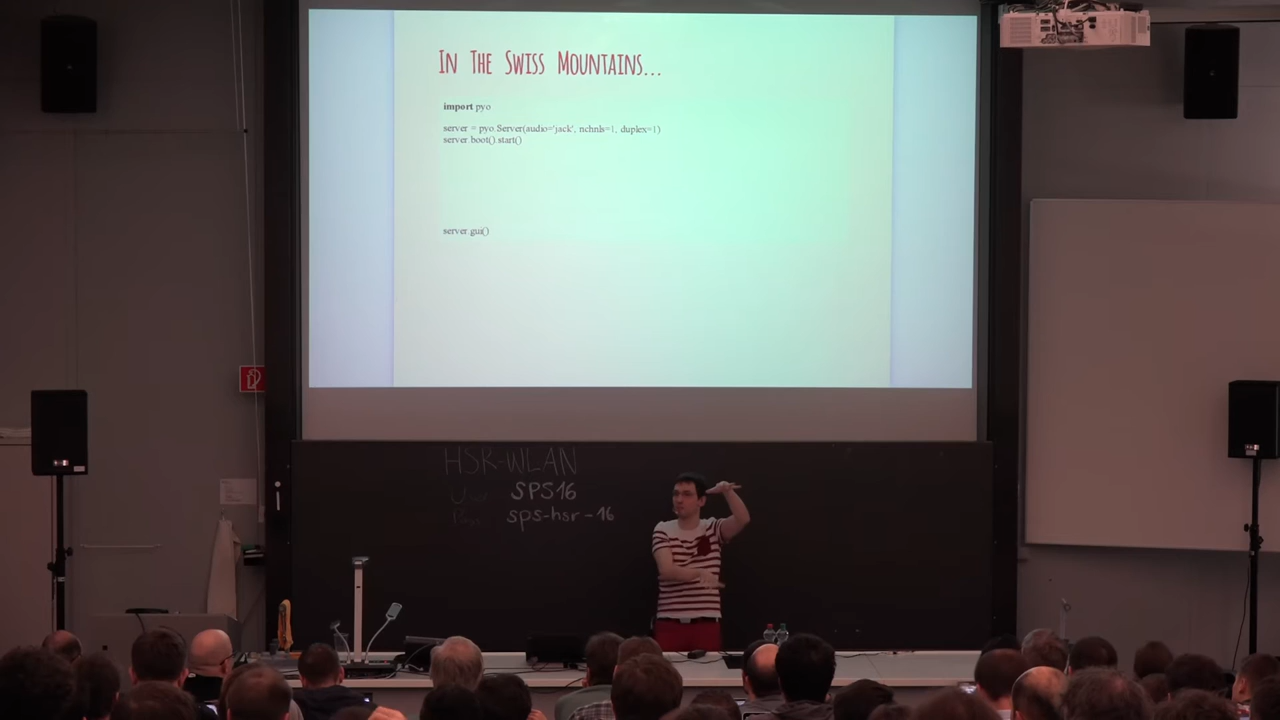 IN THE SWISS MOUNTAINS...
import pyo
server = pyo.Server(audio='jack', nchnls=1, duplex=1)
server.boot().start()
server.gui()
HSR-WLAN
SPS16
sps-hsr-16